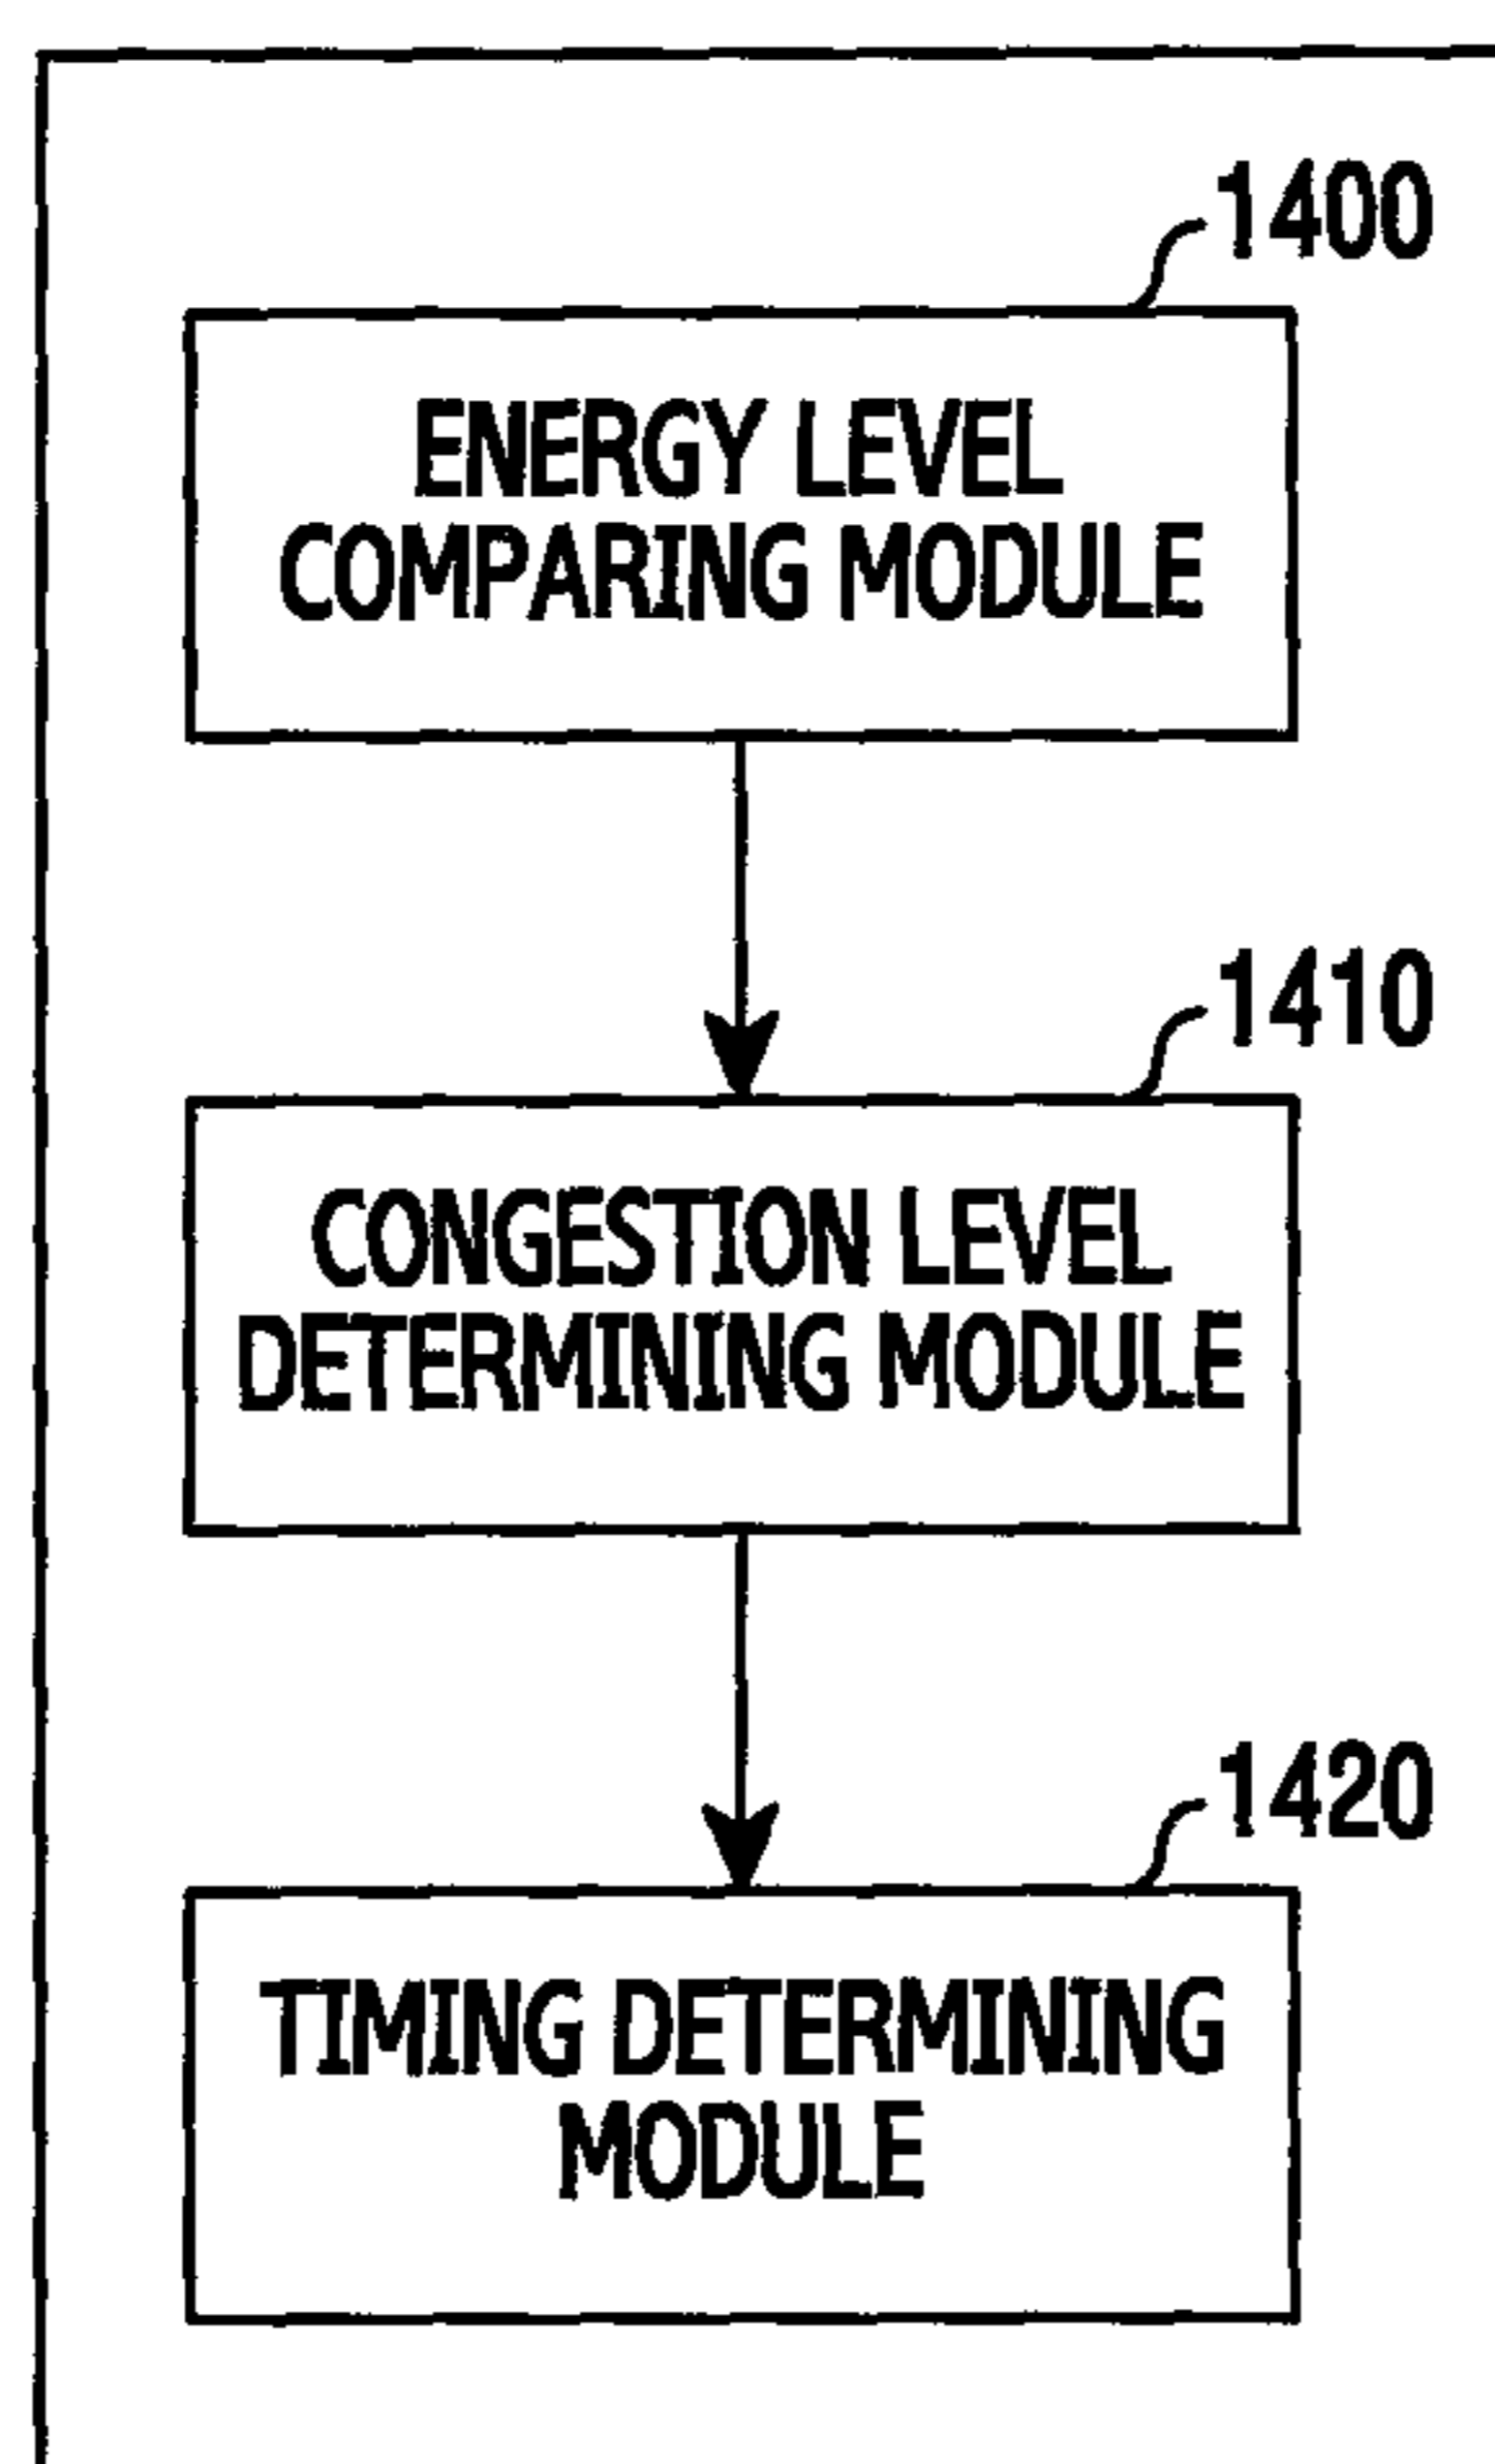 1400
ENERGY LEVEL
COMPARING MODULE
1410
CONGESTION LEVEL
DETERMINING MODULE
1420
TIMING DETERMINING
MODULE